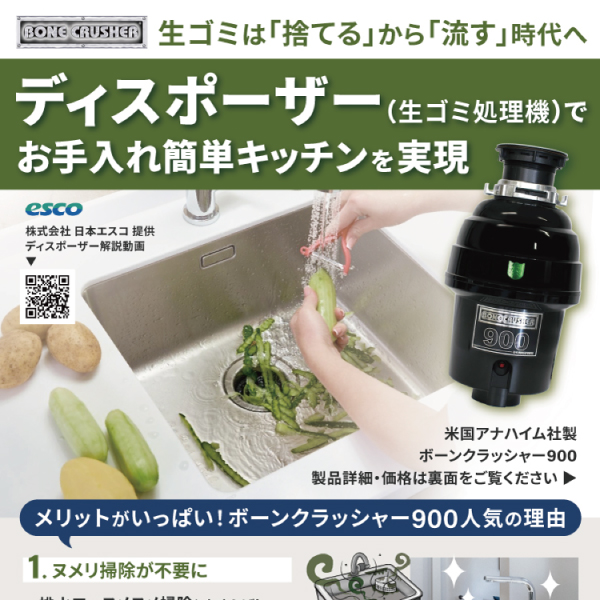 BONE CRUSHER
生ゴミは「捨てる」から「流す」時代へ
ディスポーザー(生ゴミ処理機)で
お手入れ簡単キッチンを実現
esco
株式会社 日本エスコ 提供
ディスポーザー解説動画
▼
BONE CRUSHER
900
米国アナハイム社製
ボーンクラッシャー900
製品詳細・価格は裏面をご覧ください ▶
メリットがいっぱい!ボーンクラッシャー900人気の理由
1. ヌメリ掃除が不要に